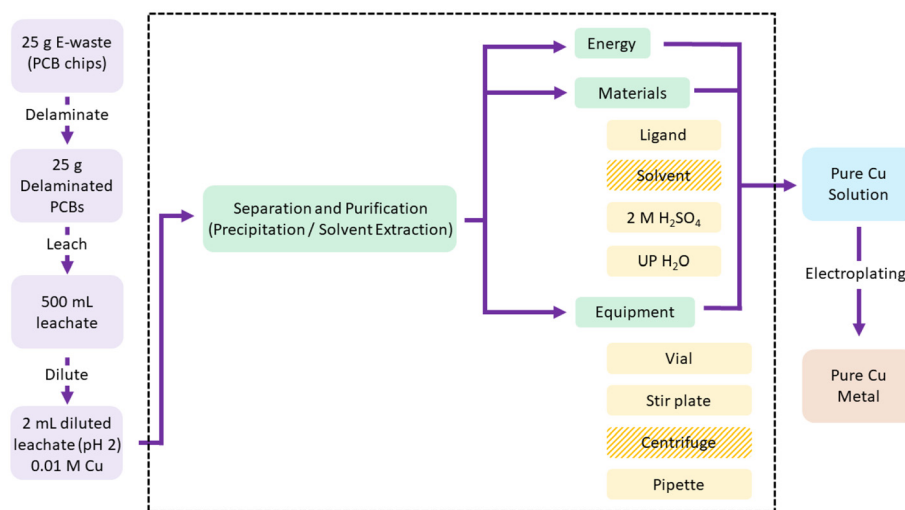 25 g E-waste
(PCB chips)
Delaminate
25 g
Delaminated
PCBs
Leach
500 mL
leachate
Dilute
2 mL diluted
leachate (pH 2)
0.01 M Cu
Separation and Purification
(Precipitation / Solvent Extraction)
Energy
Materials
Ligand
Solvent
2 M H₂SO₄
UP H₂O
Equipment
Vial
Stir plate
Centrifuge
Pipette
Pure Cu
Solution
Electroplating
Pure Cu
Metal